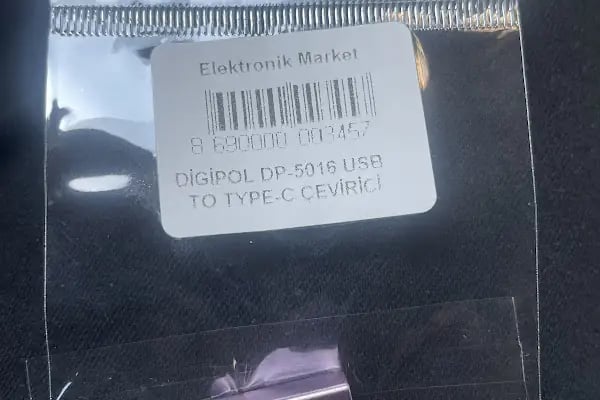 Elektronik Market
8 690000 003457
DİGİPOL DP-5016 USB
TO TYPE-C ÇEVİRİCİ